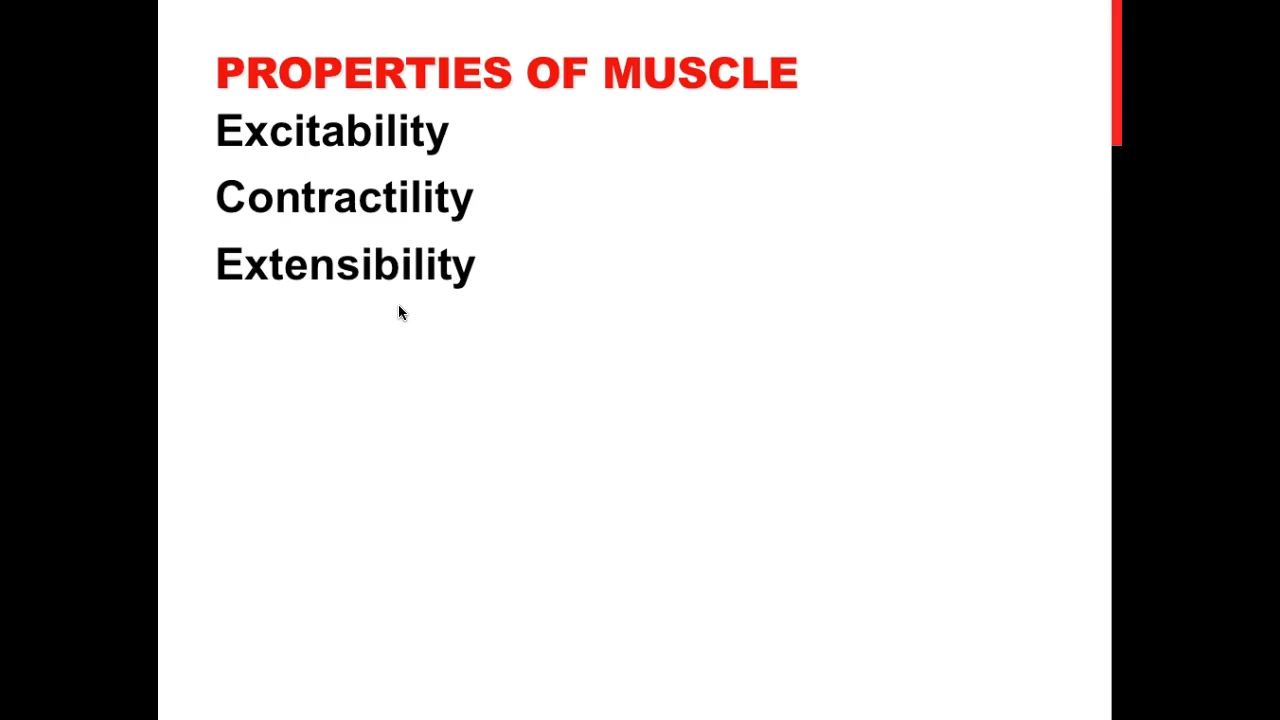 PROPERTIES OF MUSCLE
Excitability
Contractility
Extensibility